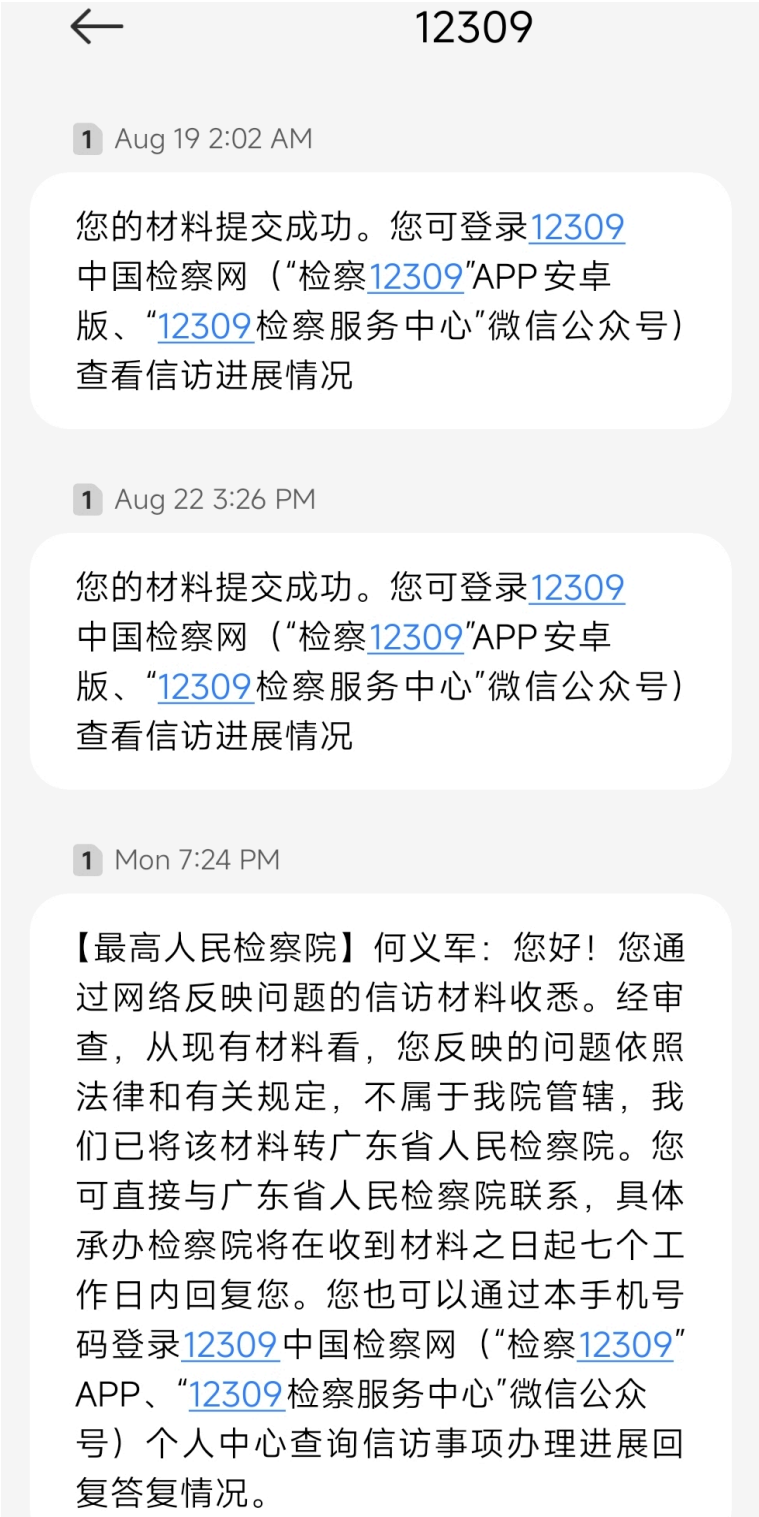 12309
1 Aug 19 2:02 AM
您的材料提交成功。您可登录12309
中国检察网（“检察12309”APP安卓
版、“12309检察服务中心”微信公众号）
查看信访进展情况
1 Aug 22 3:26 PM
您的材料提交成功。您可登录12309
中国检察网（“检察12309”APP安卓
版、“12309检察服务中心”微信公众号）
查看信访进展情况
1 Mon 7:24 PM
【最高人民检察院】何义军：您好！您通
过网络反映问题的信访材料收悉。经审
查，从现有材料看，您反映的问题依照
法律和有关规定，不属于我院管辖，我
们已将该材料转广东省人民检察院。您
可直接与广东省人民检察院联系，具体
承办检察院将在收到材料之日起七个工
作日内回复您。您也可以通过本手机号
码登录12309中国检察网（“检察12309”
APP、“12309检察服务中心”微信公众
号）个人中心查询信访事项办理进展回
复答复情况。